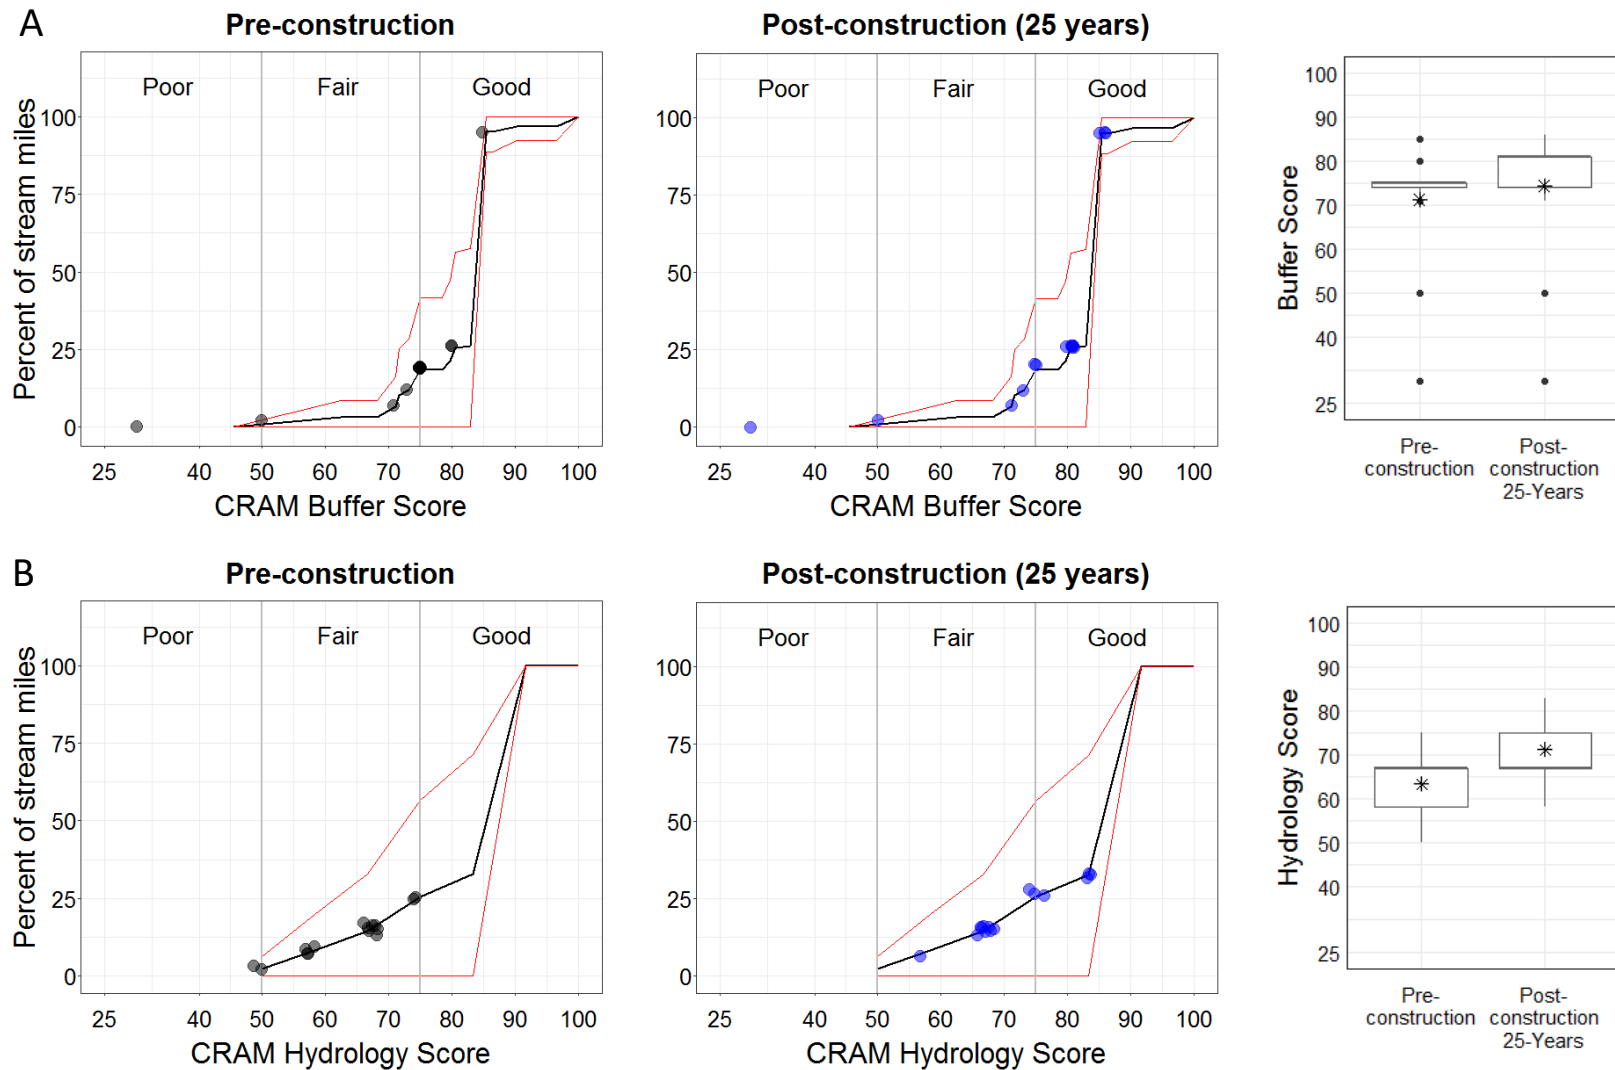 A
Pre-construction
Post-construction (25 years)
Poor
Fair
Good
Percent of stream miles
100
75
50
25
0
25 40 50 60 70 80 90 100
CRAM Buffer Score
Poor
Fair
Good
100
75
50
25
0
25 40 50 60 70 80 90 100
CRAM Buffer Score
Buffer Score
100
90
80
70
60
50
40
25
Pre-
construction
Post-
construction
25-Years
B
Pre-construction
Post-construction (25 years)
Poor
Fair
Good
Percent of stream miles
100
75
50
25
0
25 40 50 60 70 80 90 100
CRAM Hydrology Score
Poor
Fair
Good
100
75
50
25
0
25 40 50 60 70 80 90 100
CRAM Hydrology Score
Hydrology Score
100
90
80
70
60
50
40
25
Pre-
construction
Post-
construction
25-Years